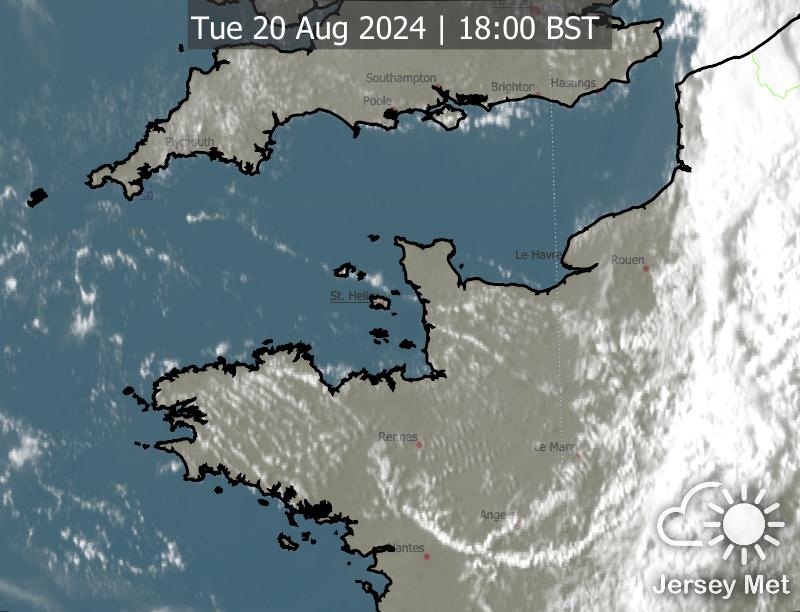 Tue 20 Aug 2024 | 18:00 BST
Southampton
Brighton
Hastings
Poole
Plymouth
50
Le Havre
Rouen
St. Helier
Rennes
Le Mans
Angers
Nantes
Jersey Met